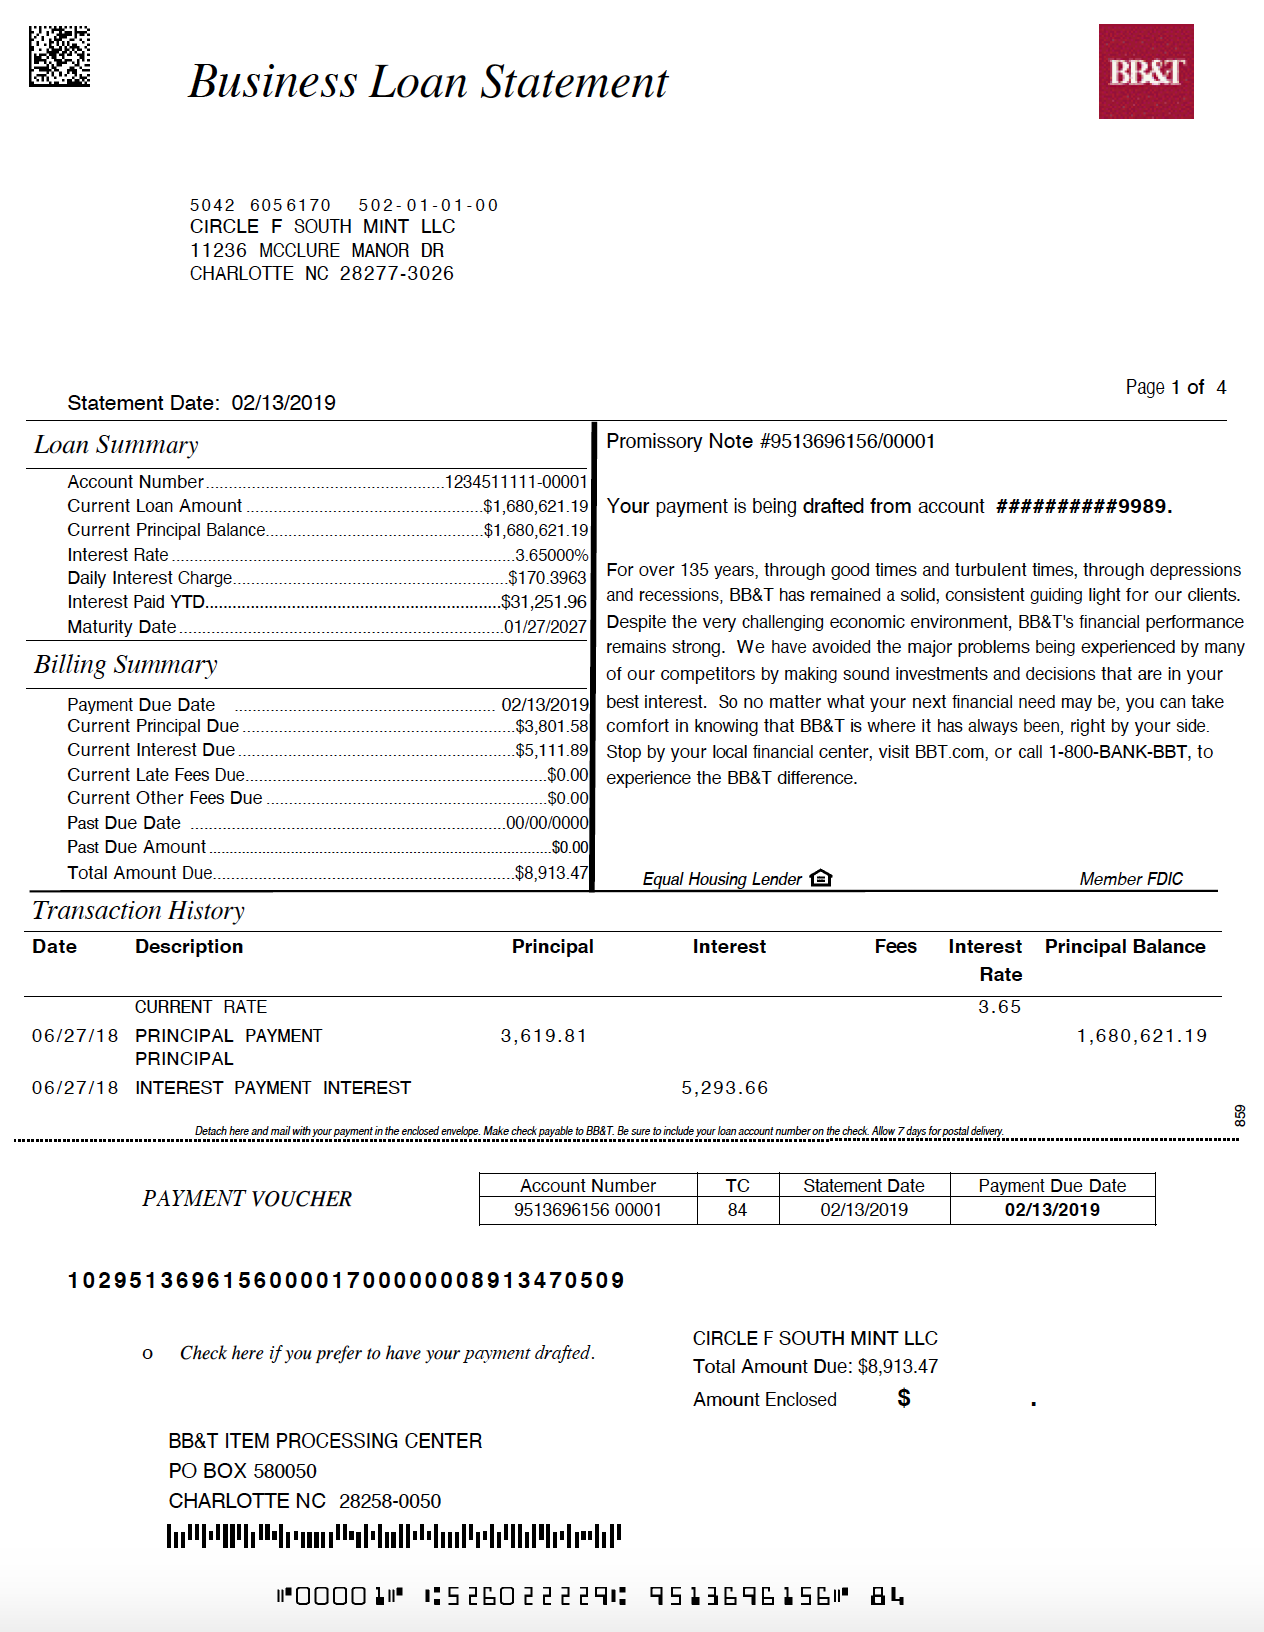 Business Loan Statement
BB&T
5042 6056170 502-01-01-00
CIRCLE F SOUTH MINT LLC
11236 MCCLURE MANOR DR
CHARLOTTE NC 28277-3026
Page 1 of 4
Statement Date: 02/13/2019
Loan Summary
Account Number 1234511111-00001
Current Loan Amount $1,680,621.19
Current Principal Balance $1,680,621.19
Interest Rate 3.65000%
Daily Interest Charge $170.3963
Interest Paid YTD $31,251.96
Maturity Date 01/27/2027
Billing Summary
Payment Due Date 02/13/2019
Current Principal Due $3,801.58
Current Interest Due $5,111.89
Current Late Fees Due $0.00
Current Other Fees Due $0.00
Past Due Date 00/00/0000
Past Due Amount $0.00
Total Amount Due $8,913.47
Promissory Note #9513696156/00001
Your payment is being drafted from account ##########9989.
For over 135 years, through good times and turbulent times, through depressions
and recessions, BB&T has remained a solid, consistent guiding light for our clients.
Despite the very challenging economic environment, BB&T's financial performance
remains strong. We have avoided the major problems being experienced by many
of our competitors by making sound investments and decisions that are in your
best interest. So no matter what your next financial need may be, you can take
comfort in knowing that BB&T is where it has always been, right by your side.
Stop by your local financial center, visit BBT.com, or call 1-800-BANK-BBT, to
experience the BB&T difference.
Equal Housing Lender Member FDIC
Transaction History
Date Description Principal Interest Fees Interest Rate Principal Balance
CURRENT RATE 3.65
06/27/18 PRINCIPAL PAYMENT 3,619.81 1,680,621.19
PRINCIPAL
06/27/18 INTEREST PAYMENT INTEREST 5,293.66
859
Detach here and mail with your payment in the enclosed envelope. Make check payable to BB&T. Be sure to include your loan account number on the check. Allow 7 days for postal delivery.
PAYMENT VOUCHER
Account Number TC Statement Date Payment Due Date
9513696156 00001 84 02/13/2019 02/13/2019
102951369615600001700000008913470509
o Check here if you prefer to have your payment drafted.
CIRCLE F SOUTH MINT LLC
Total Amount Due: $8,913.47
Amount Enclosed $ .
BB&T ITEM PROCESSING CENTER
PO BOX 580050
CHARLOTTE NC 28258-0050
⑈00001⑈ ⑆526022229⑆ 9513696156⑈ 84